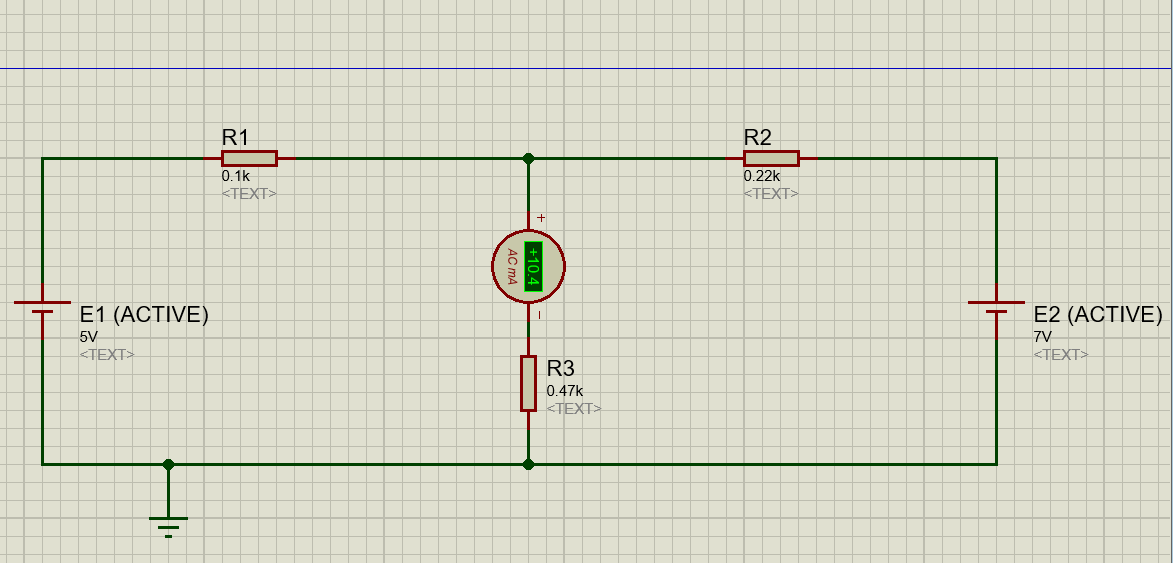 R1
0.1k
<TEXT>
R2
0.22k
<TEXT>
+
AC mA
+10.4
−
E1 (ACTIVE)
5V
<TEXT>
E2 (ACTIVE)
7V
<TEXT>
R3
0.47k
<TEXT>